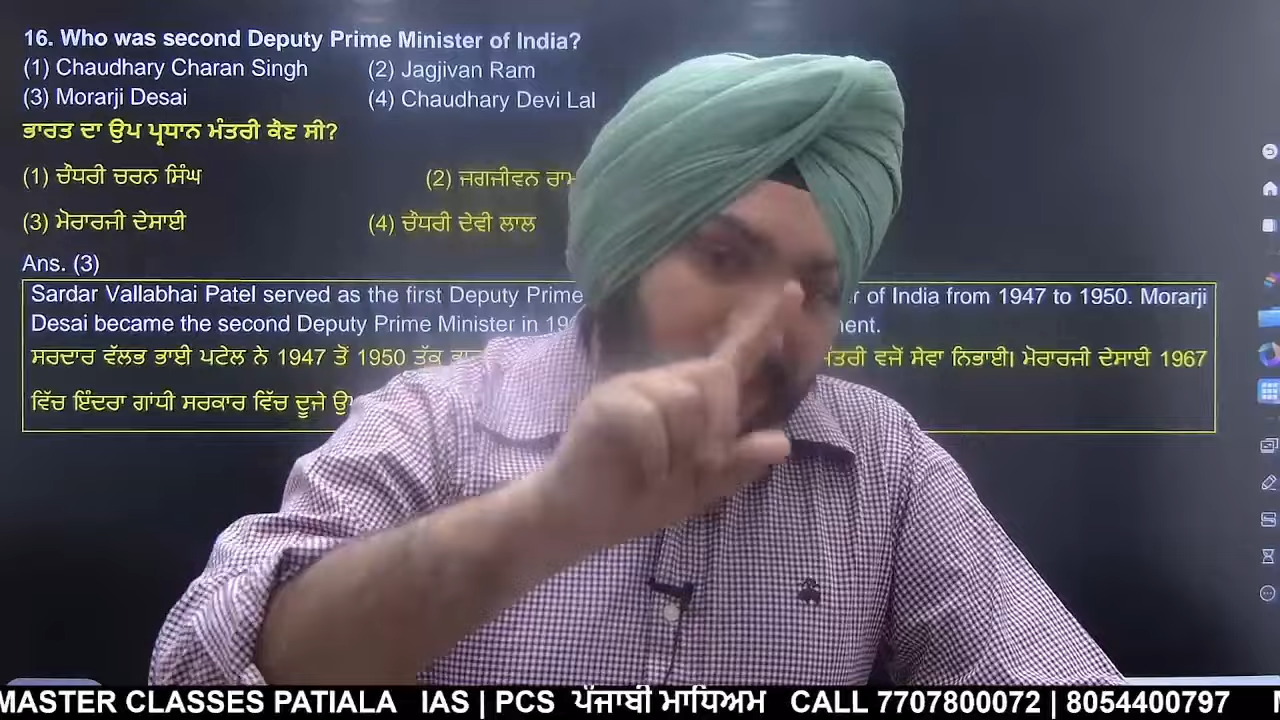 16. Who was second Deputy Prime Minister of India?
(1) Chaudhary Charan Singh (2) Jagjivan Ram
(3) Morarji Desai (4) Chaudhary Devi Lal
ਭਾਰਤ ਦਾ ਉਪ ਪ੍ਰਧਾਨ ਮੰਤਰੀ ਕੌਣ ਸੀ?
(1) ਚੌਧਰੀ ਚਰਨ ਸਿੰਘ (2) ਜਗਜੀਵਨ
(3) ਮੋਰਾਰਜੀ ਦੇਸਾਈ (4) ਚੌਧਰੀ ਦੇਵੀ ਲਾਲ
Ans. (3)
Sardar Vallabhai Patel served as the first Deputy Prime of India from 1947 to 1950. Morarji
Desai became the second Deputy Prime Minister in
ਸਰਦਾਰ ਵੱਲਭ ਭਾਈ ਪਟੇਲ ਨੇ 1947 ਤੋਂ 1950 ਤੱਕ ਵਜੋਂ ਸੇਵਾ ਨਿਭਾਈ। ਮੋਰਾਰਜੀ ਦੇਸਾਈ 1967
ਵਿੱਚ ਇੰਦਰਾ ਗਾਂਧੀ ਸਰਕਾਰ ਵਿੱਚ ਦੂਜੇ
MASTER CLASSES PATIALA IAS | PCS ਪੰਜਾਬੀ ਮਾਧਿਅਮ CALL 7707800072 | 8054400797